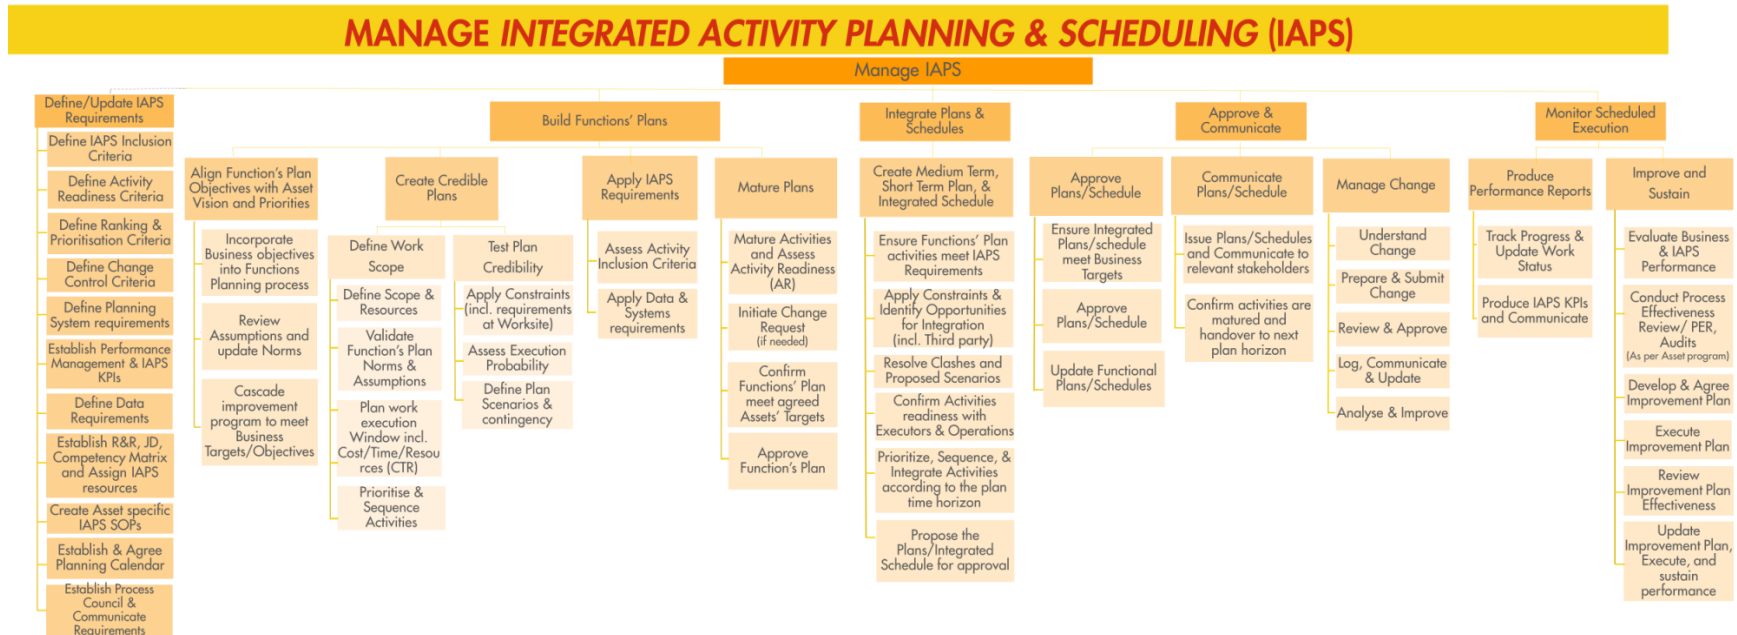 MANAGE INTEGRATED ACTIVITY PLANNING & SCHEDULING (IAPS)
Manage IAPS
Define/Update IAPS
Requirements
Define IAPS Inclusion
Criteria
Define Activity
Readiness Criteria
Define Ranking &
Prioritisation Criteria
Define Change
Control Criteria
Define Planning
System requirements
Establish Performance
Management & IAPS
KPIs
Define Data
Requirements
Establish R&R, JD,
Competency Matrix
and Assign IAPS
resources
Create Asset specific
IAPS SOPs
Establish & Agree
Planning Calendar
Establish Process
Council &
Communicate
Requirements
Build Functions' Plans
Align Function's Plan
Objectives with Asset
Vision and Priorities
Incorporate
Business objectives
into Functions
Planning process
Review
Assumptions and
update Norms
Cascade
improvement
program to meet
Business
Targets/Objectives
Create Credible
Plans
Define Work
Scope
Define Scope &
Resources
Validate
Function's Plan
Norms &
Assumptions
Plan work
execution
Window incl.
Cost/Time/Resou
rces (CTR)
Prioritise &
Sequence
Activities
Test Plan
Credibility
Apply Constraints
(incl. requirements
at Worksite)
Assess Execution
Probability
Define Plan
Scenarios &
contingency
Apply IAPS
Requirements
Assess Activity
Inclusion Criteria
Apply Data &
Systems
requirements
Mature Plans
Mature Activities
and Assess
Activity Readiness
(AR)
Initiate Change
Request
(if needed)
Confirm
Functions' Plan
meet agreed
Assets' Targets
Approve
Function's Plan
Integrate Plans &
Schedules
Create Medium Term,
Short Term Plan, &
Integrated Schedule
Ensure Functions' Plan
activities meet IAPS
Requirements
Apply Constraints &
Identify Opportunities
for Integration
(incl. Third party)
Resolve Clashes and
Proposed Scenarios
Confirm Activities
readiness with
Executors & Operations
Prioritize, Sequence, &
Integrate Activities
according to the plan
time horizon
Propose the
Plans/Integrated
Schedule for approval
Approve &
Communicate
Approve
Plans/Schedule
Ensure Integrated
Plans/schedule
meet Business
Targets
Approve
Plans/Schedule
Update Functional
Plans/Schedules
Communicate
Plans/Schedule
Issue Plans/Schedules
and Communicate to
relevant stakeholders
Confirm activities are
matured and
handover to next
plan horizon
Manage Change
Understand
Change
Prepare & Submit
Change
Review & Approve
Log, Communicate
& Update
Analyse & Improve
Monitor Scheduled
Execution
Produce
Performance Reports
Track Progress &
Update Work
Status
Produce IAPS KPIs
and Communicate
Improve and
Sustain
Evaluate Business
& IAPS
Performance
Conduct Process
Effectiveness
Review/ PER,
Audits
(As per Asset program)
Develop & Agree
Improvement Plan
Execute
Improvement Plan
Review
Improvement Plan
Effectiveness
Update
Improvement Plan,
Execute, and
sustain
performance